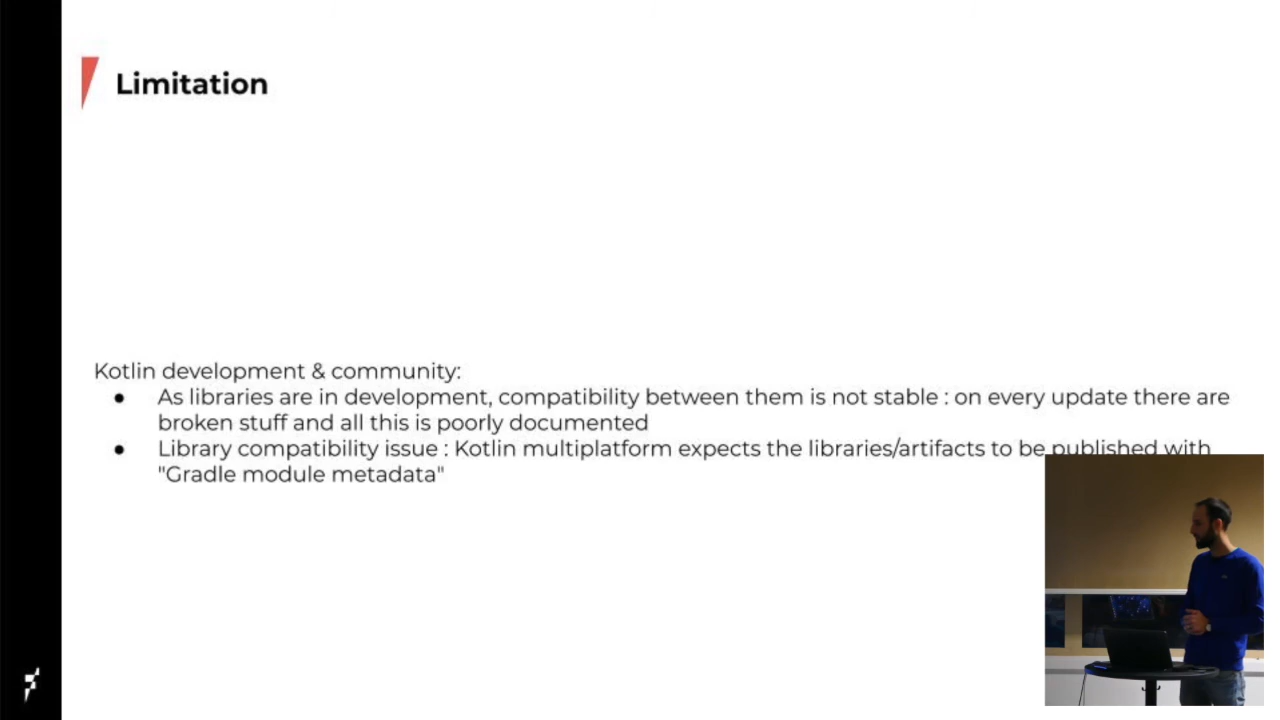 Limitation
Kotlin development & community:
● As libraries are in development, compatibility between them is not stable : on every update there are
broken stuff and all this is poorly documented
● Library compatibility issue : Kotlin multiplatform expects the libraries/artifacts to be published with
"Gradle module metadata"